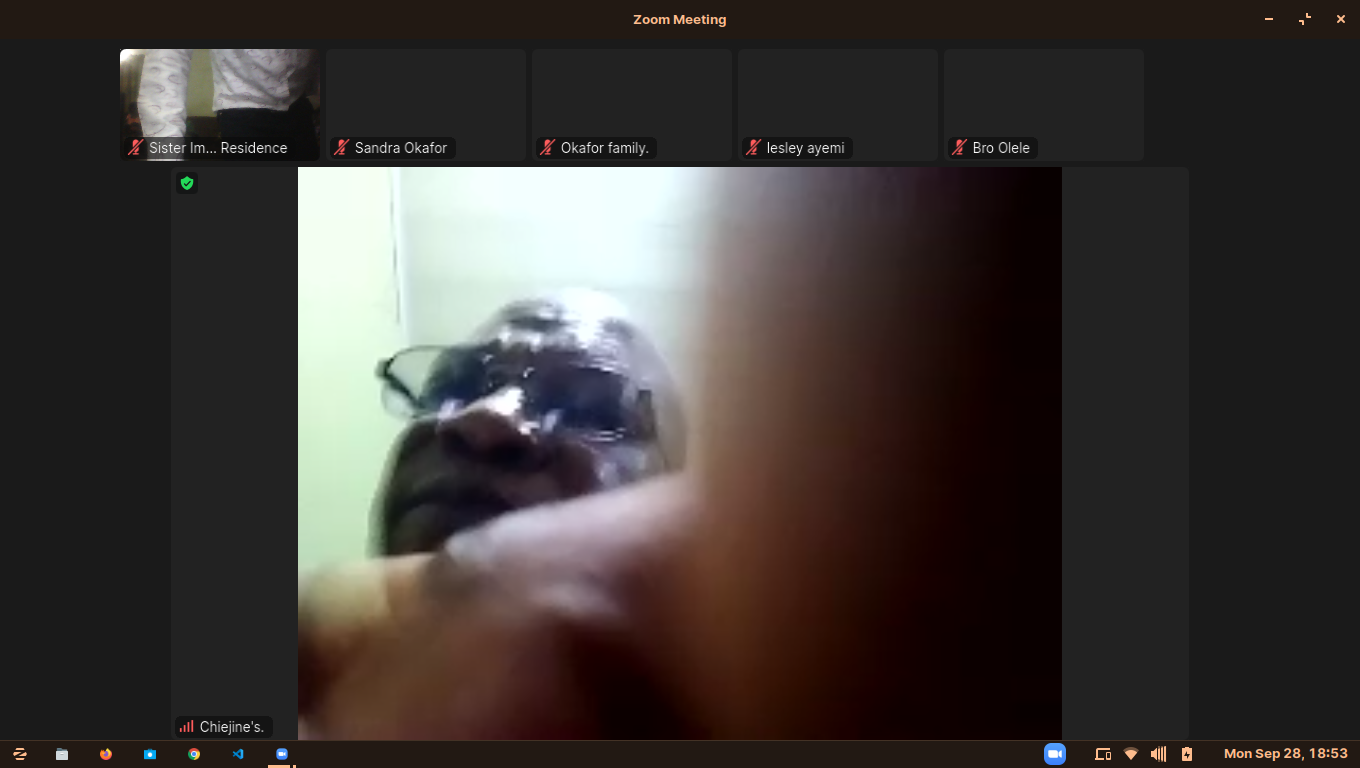 Zoom Meeting
Sister Im... Residence
Sandra Okafor
Okafor family.
lesley ayemi
Bro Olele
Chiejine's.
Mon Sep 28, 18:53